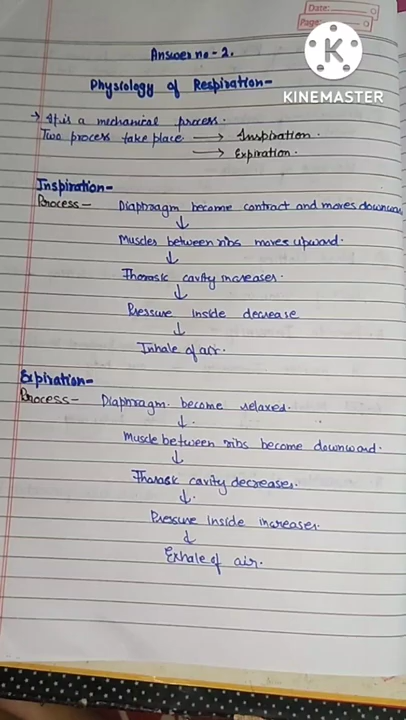 Date:
Page:
KINEMASTER
Answer no - 2.
Physiology of Respiration-
→ It is a mechanical process.
Two process take place → Inspiration.
→ Expiration.
Inspiration-
Process- Diaphragm become contract and moves downward
↓
Muscles between ribs moves upward.
↓
Thorasic cavity increases.
↓
Pressure inside decrease
↓
Inhale of air.
Expiration-
Process- Diaphragm. become relaxed.
↓
Muscle between ribs become downward.
↓
Thorasic cavity decreases.
↓
Pressure inside increases.
↓
Exhale of air.